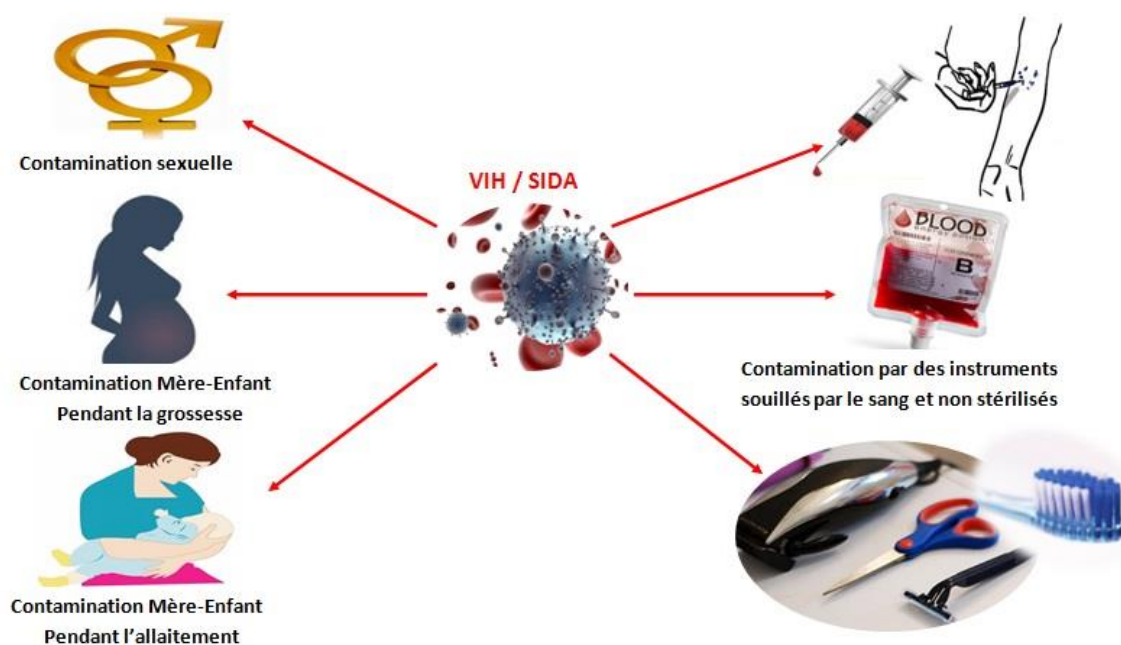 VIH / SIDA
Contamination sexuelle
Contamination Mère-Enfant
Pendant la grossesse
Contamination Mère-Enfant
Pendant l'allaitement
BLOOD
B
Contamination par des instruments
souillés par le sang et non stérilisés